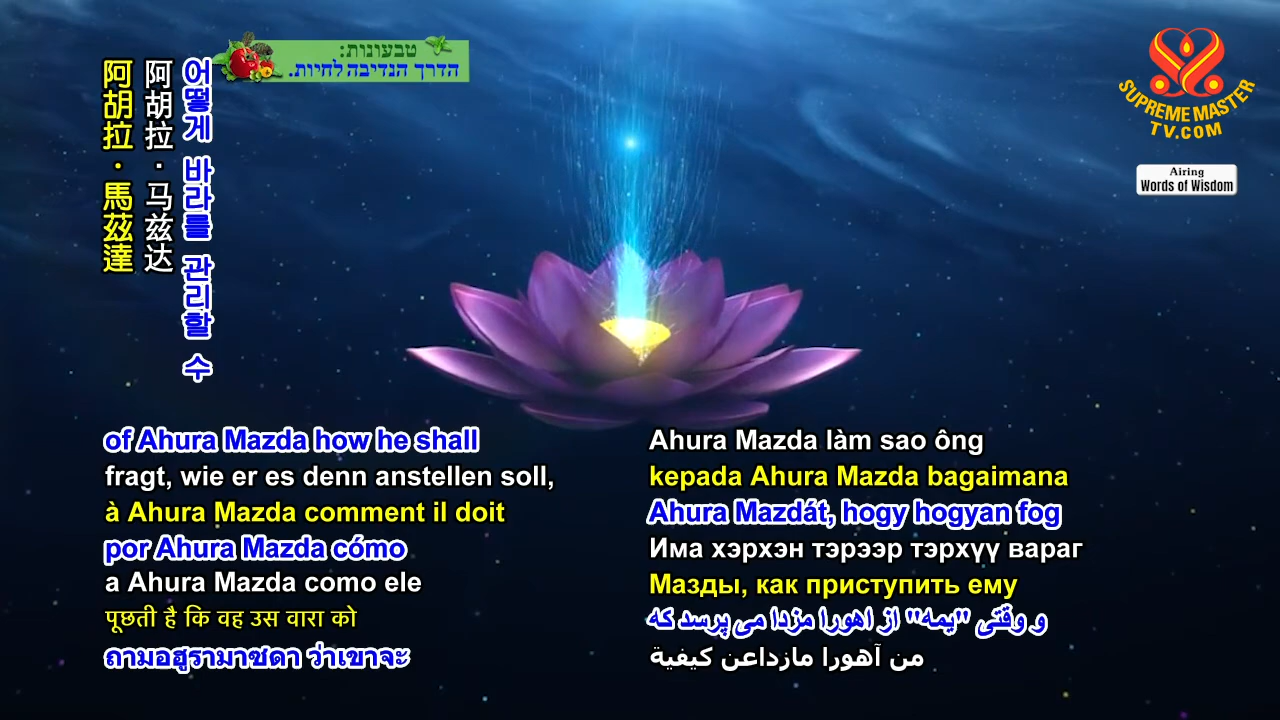 טבעונות:
הדרך הנדיבה לחיות.
SUPREME MASTER
TV.COM
Airing
Words of Wisdom
阿胡拉·馬茲達
阿胡拉·马兹达
어떻게 바라를 관리할 수
of Ahura Mazda how he shall
fragt, wie er es denn anstellen soll,
à Ahura Mazda comment il doit
por Ahura Mazda cómo
a Ahura Mazda como ele
पूछती है कि वह उस वारा को
ถามอฮูรามาซดา ว่าเขาจะ
Ahura Mazda làm sao ông
kepada Ahura Mazda bagaimana
Ahura Mazdát, hogy hogyan fog
Има хэрхэн тэрээр тэрхүү вараг
Мазды, как приступить ему
و وقتی "یمه" از اهورا مزدا می پرسد که
من آهورا مازداعن كيفية